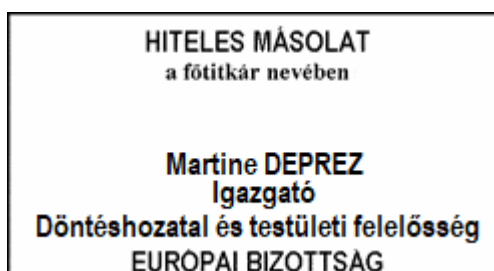 HITELES MÁSOLAT
a főtitkár nevében
Martine DEPREZ
Igazgató
Döntéshozatal és testületi felelősség
EURÓPAI BIZOTTSÁG